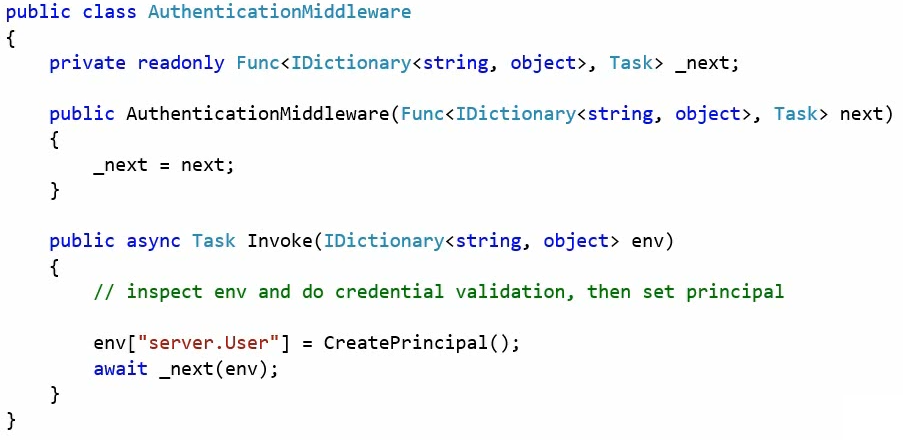 public class AuthenticationMiddleware
{
    private readonly Func<IDictionary<string, object>, Task> _next;
    public AuthenticationMiddleware(Func<IDictionary<string, object>, Task> next)
    {
        _next = next;
    }
    public async Task Invoke(IDictionary<string, object> env)
    {
        // inspect env and do credential validation, then set principal
        env["server.User"] = CreatePrincipal();
        await _next(env);
    }
}